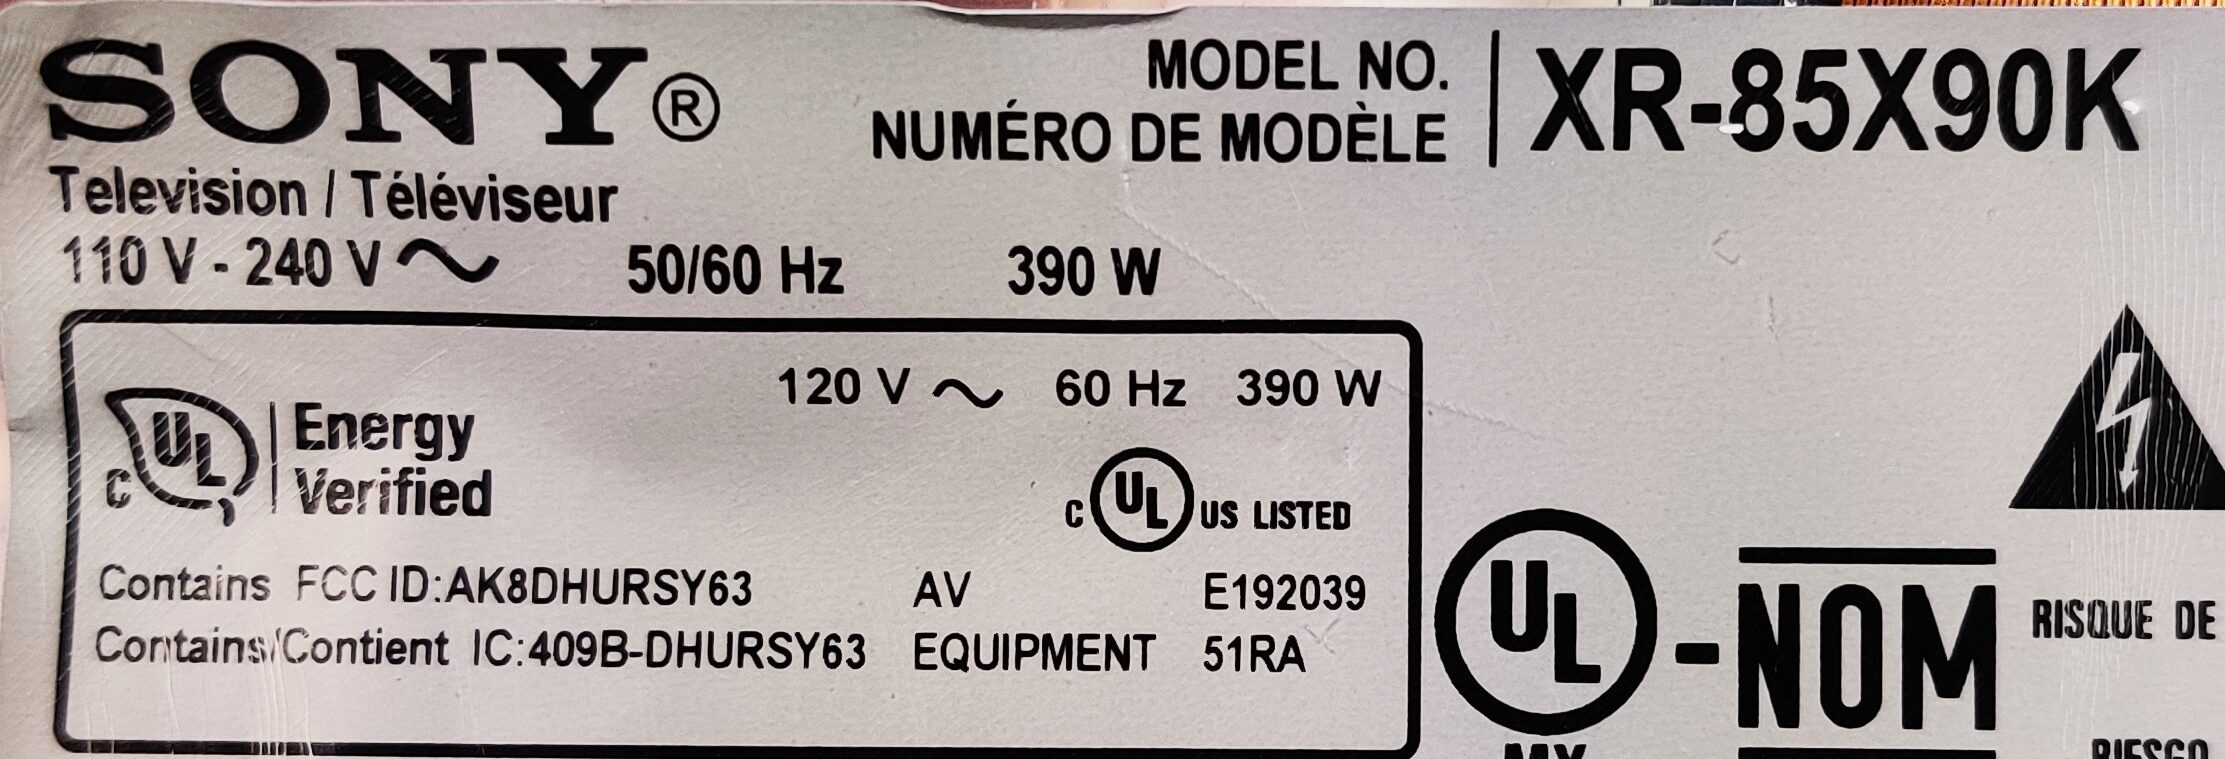 SONY®
MODEL NO.
NUMÉRO DE MODÈLE
XR-85X90K
Television / Téléviseur
110 V - 240 V ~ 50/60 Hz 390 W
120 V ~ 60 Hz 390 W
C UL Energy
Verified
C UL US LISTED
Contains FCC ID:AK8DHURSY63 AV E192039
Contains/Contient IC:409B-DHURSY63 EQUIPMENT 51RA
UL-NOM
RISQUE DE